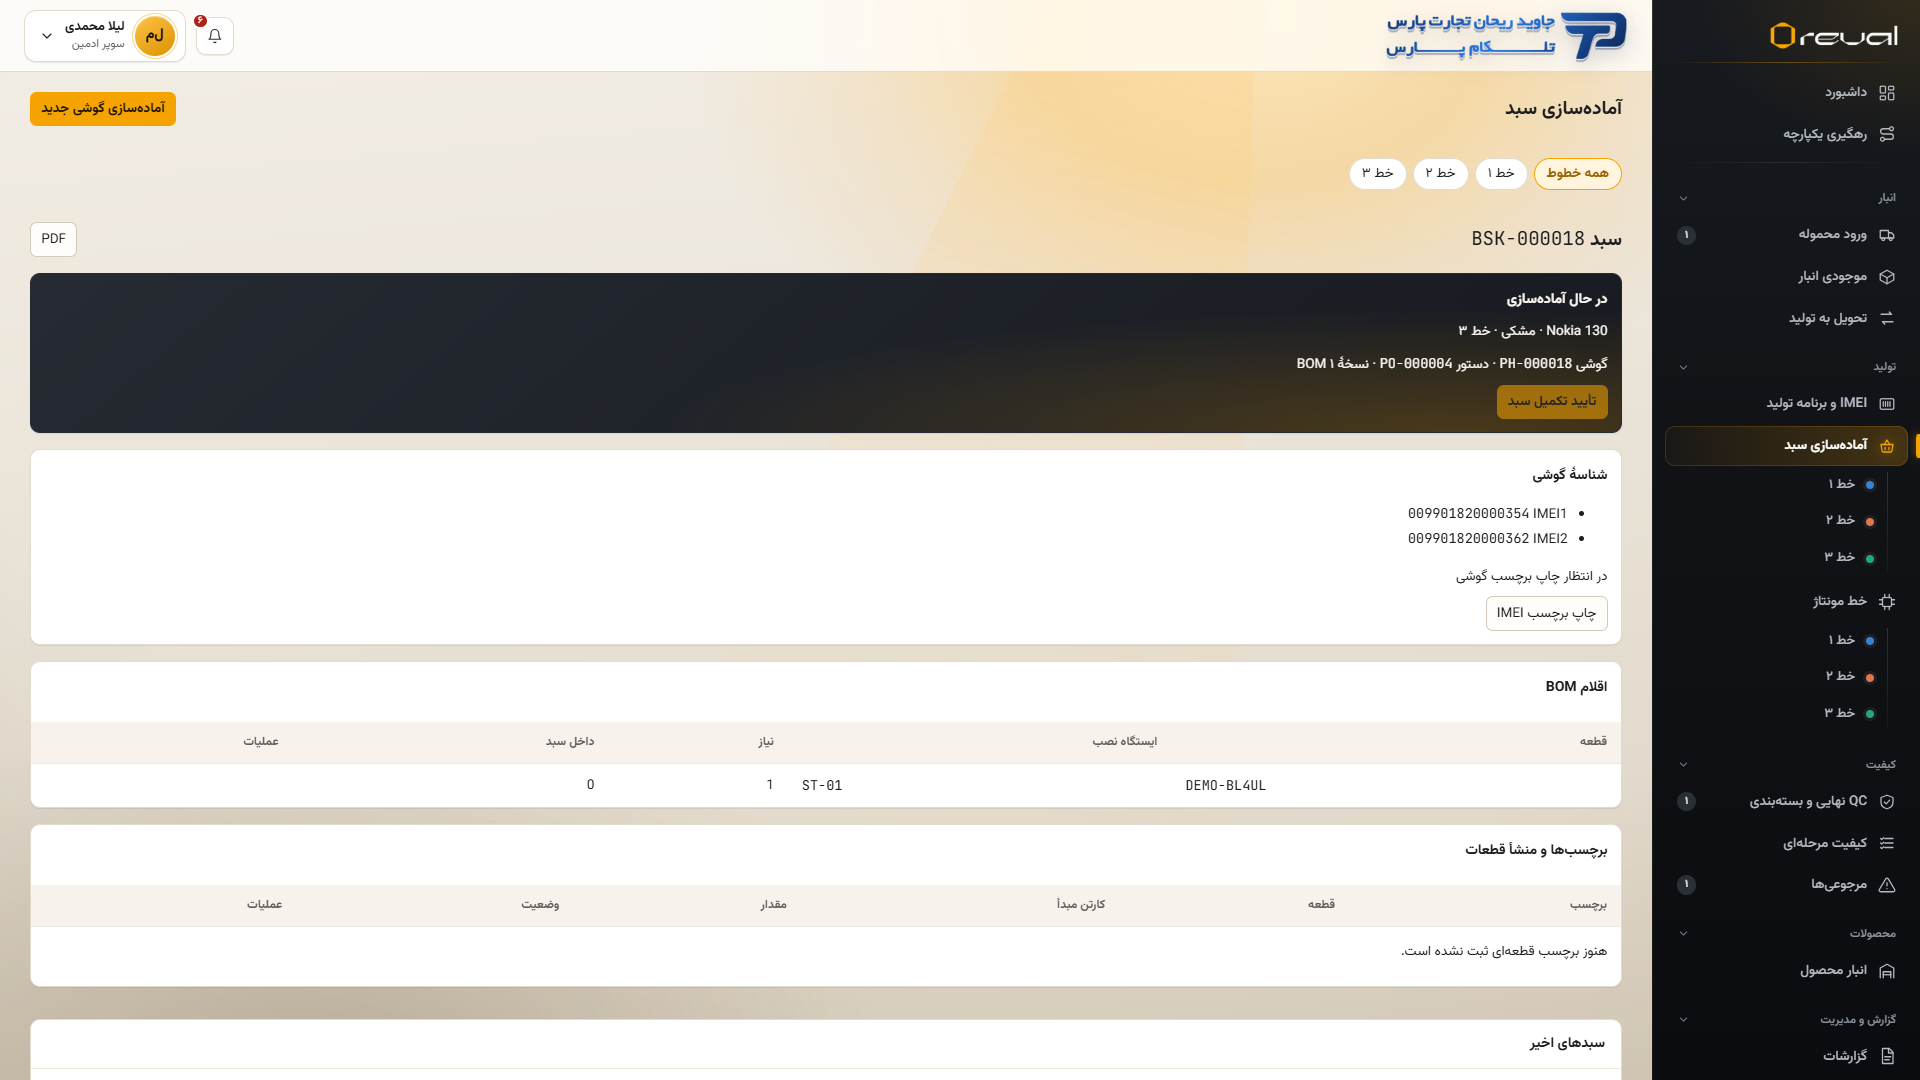 reval
داشبورد
رهگیری یکپارچه
انبار
ورود محموله
۱
موجودی انبار
تحویل به تولید
تولید
IMEI و برنامه تولید
آماده‌سازی سبد
خط ۱
خط ۲
خط ۳
خط مونتاژ
خط ۱
خط ۲
خط ۳
کیفیت
QC نهایی و بسته‌بندی
۱
کیفیت مرحله‌ای
مرجوعی‌ها
۱
محصولات
انبار محصول
گزارش و مدیریت
گزارشات
جاوید ریحان تجارت پارس
تلکام پارس
۶
ل‌م
لیلا محمدی
سوپر ادمین
آماده‌سازی سبد
آماده‌سازی گوشی جدید
همه خطوط
خط ۱
خط ۲
خط ۳
سبد BSK-000018
PDF
در حال آماده‌سازی
Nokia 130 · مشکی · خط ۳
گوشی PH-000018 · دستور PO-000004 · نسخهٔ ۱ BOM
تأیید تکمیل سبد
شناسهٔ گوشی
IMEI1 009901820000354
IMEI2 009901820000362
در انتظار چاپ برچسب گوشی
چاپ برچسب IMEI
اقلام BOM
قطعه ایستگاه نصب نیاز داخل سبد عملیات
DEMO-BL4UL ST-01 1 0
برچسب‌ها و منشأ قطعات
برچسب قطعه کارتن مبدأ مقدار وضعیت عملیات
هنوز برچسب قطعه‌ای ثبت نشده است.
سبدهای اخیر